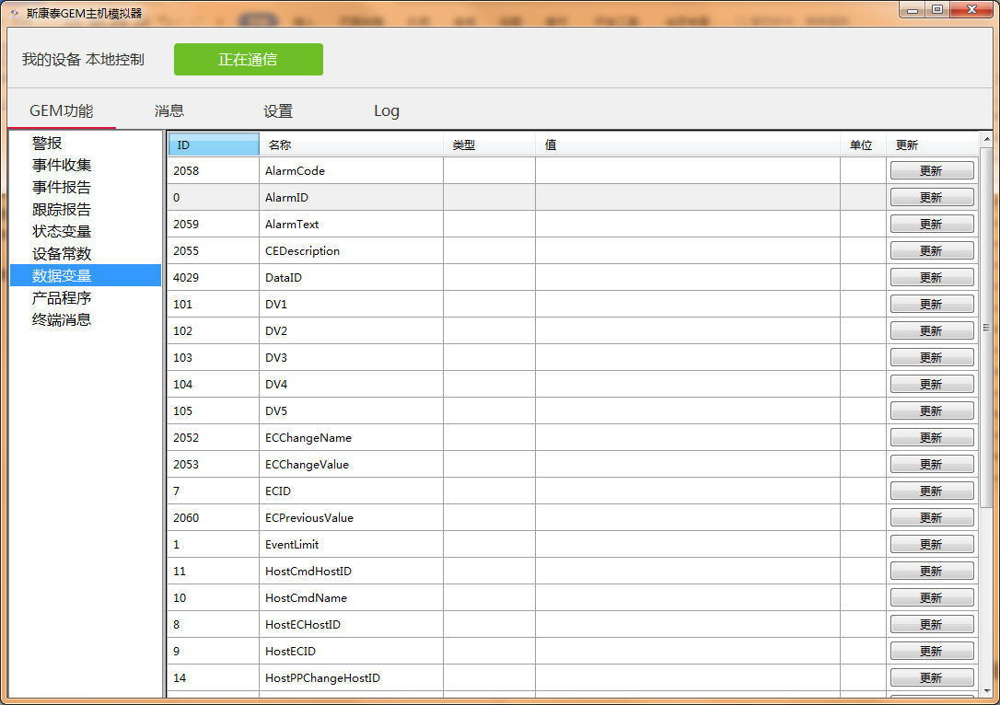 斯康泰GEM主机模拟器
我的设备 本地控制 正在通信
GEM功能 消息 设置 Log
警报
事件收集
事件报告
跟踪报告
状态变量
设备常数
数据变量
产品程序
终端消息
ID 名称 类型 值 单位 更新
2058 AlarmCode 更新
0 AlarmID 更新
2059 AlarmText 更新
2055 CEDescription 更新
4029 DataID 更新
101 DV1 更新
102 DV2 更新
103 DV3 更新
104 DV4 更新
105 DV5 更新
2052 ECChangeName 更新
2053 ECChangeValue 更新
7 ECID 更新
2060 ECPreviousValue 更新
1 EventLimit 更新
11 HostCmdHostID 更新
10 HostCmdName 更新
8 HostECHostID 更新
9 HostECID 更新
14 HostPPChangeHostID 更新